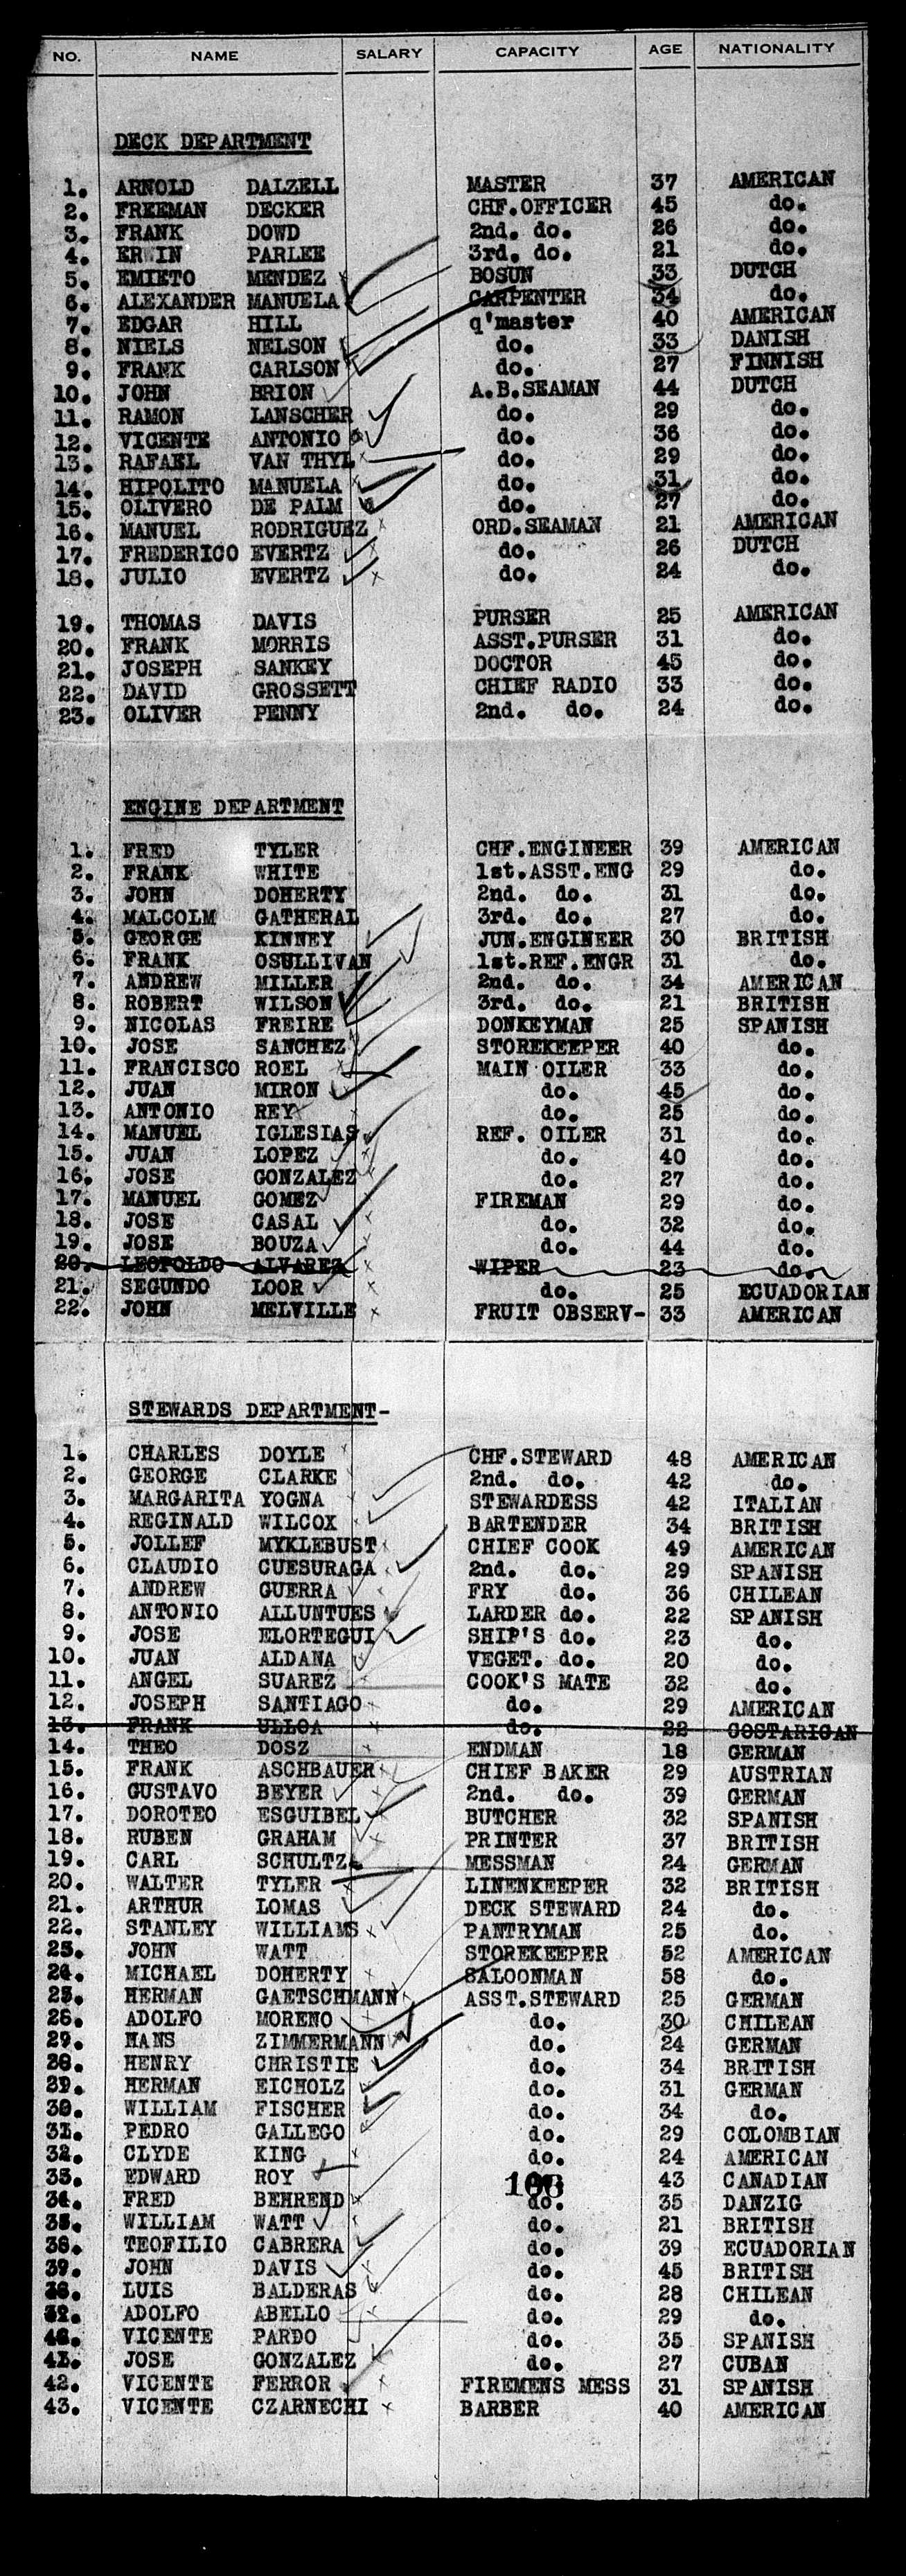 NO. NAME SALARY CAPACITY AGE NATIONALITY
DECK DEPARTMENT
1. ARNOLD DALZELL MASTER 37 AMERICAN
2. FREEMAN DECKER CHF.OFFICER 45 do.
3. FRANK DOWD 2nd. do. 26 do.
4. ERWIN PARLEE 3rd. do. 21 do.
5. EMIETO MENDEZ BOSUN 33 DUTCH
6. ALEXANDER MANUELA CARPENTER 34 do.
7. EDGAR HILL q'master 40 AMERICAN
8. NIELS NELSON do. 33 DANISH
9. FRANK CARLSON do. 27 FINNISH
10. JOHN BRION A.B.SEAMAN 44 DUTCH
11. RAMON LANSCHER do. 29 do.
12. VICENTE ANTONIO do. 36 do.
13. RAFAEL VAN THYL do. 29 do.
14. HIPOLITO MANUELA do. 31 do.
15. OLIVERO DE PALM do. 27 do.
16. MANUEL RODRIGUEZ ORD.SEAMAN 21 AMERICAN
17. FREDERICO EVERTZ do. 26 DUTCH
18. JULIO EVERTZ do. 24 do.
19. THOMAS DAVIS PURSER 25 AMERICAN
20. FRANK MORRIS ASST.PURSER 31 do.
21. JOSEPH SANKEY DOCTOR 45 do.
22. DAVID GROSSETT CHIEF RADIO 33 do.
23. OLIVER PENNY 2nd. do. 24 do.
ENGINE DEPARTMENT
1. FRED TYLER CHF.ENGINEER 39 AMERICAN
2. FRANK WHITE 1st.ASST.ENG 29 do.
3. JOHN DOHERTY 2nd. do. 31 do.
4. MALCOLM GATHERAL 3rd. do. 27 do.
5. GEORGE KINNEY JUN.ENGINEER 30 BRITISH
6. FRANK OSULLIVAN 1st.REF.ENGR 31 do.
7. ANDREW MILLER 2nd. do. 34 AMERICAN
8. ROBERT WILSON 3rd. do. 21 BRITISH
9. NICOLAS FREIRE DONKEYMAN 25 SPANISH
10. JOSE SANCHEZ STOREKEEPER 40 do.
11. FRANCISCO ROEL MAIN OILER 33 do.
12. JUAN MIRON do. 45 do.
13. ANTONIO REY do. 25 do.
14. MANUEL IGLESIAS REF. OILER 31 do.
15. JUAN LOPEZ do. 40 do.
16. JOSE GONZALEZ do. 27 do.
17. MANUEL GOMEZ FIREMAN 29 do.
18. JOSE CASAL do. 32 do.
19. JOSE BOUZA do. 44 do.
20. LEOPOLDO ALVAREZ WIPER 23 do.
21. SEGUNDO LOOR do. 25 ECUADORIAN
22. JOHN MELVILLE FRUIT OBSERV- 33 AMERICAN
STEWARDS DEPARTMENT-
1. CHARLES DOYLE CHF.STEWARD 48 AMERICAN
2. GEORGE CLARKE 2nd. do. 42 do.
3. MARGARITA YOGNA STEWARDESS 42 ITALIAN
4. REGINALD WILCOX BARTENDER 34 BRITISH
5. JOLLEF MYKLEBUST CHIEF COOK 49 AMERICAN
6. CLAUDIO CUESURAGA 2nd. do. 29 SPANISH
7. ANDREW GUERRA FRY do. 36 CHILEAN
8. ANTONIO ALLUNTUES LARDER do. 22 SPANISH
9. JOSE ELORTEGUI SHIP'S do. 23 do.
10. JUAN ALDANA VEGET. do. 20 do.
11. ANGEL SUAREZ COOK'S MATE 32 do.
12. JOSEPH SANTIAGO do. 29 AMERICAN
13. FRANK ULLOA do. 22 COSTARICAN
14. THEO DOSZ ENDMAN 18 GERMAN
15. FRANK ASCHBAUER CHIEF BAKER 29 AUSTRIAN
16. GUSTAVO BEYER 2nd. do. 39 GERMAN
17. DOROTEO ESGUIBEL BUTCHER 32 SPANISH
18. RUBEN GRAHAM PRINTER 37 BRITISH
19. CARL SCHULTZ MESSMAN 24 GERMAN
20. WALTER TYLER LINENKEEPER 32 BRITISH
21. ARTHUR LOMAS DECK STEWARD 24 do.
22. STANLEY WILLIAMS PANTRYMAN 25 do.
23. JOHN WATT STOREKEEPER 52 AMERICAN
24. MICHAEL DOHERTY SALOONMAN 58 do.
25. HERMAN GAETSCHMANN ASST.STEWARD 25 GERMAN
26. ADOLFO MORENO do. 30 CHILEAN
HANS ZIMMERMANN do. 24 GERMAN
HENRY CHRISTIE do. 34 BRITISH
HERMAN EICHOLZ do. 31 GERMAN
30. WILLIAM FISCHER do. 34 do.
31. PEDRO GALLEGO do. 29 COLOMBIAN
32. CLYDE KING do. 24 AMERICAN
33. EDWARD ROY do. 43 CANADIAN
34. FRED BEHREND do. 35 DANZIG
WILLIAM WATT do. 21 BRITISH
TEOFILIO CABRERA do. 39 ECUADORIAN
JOHN DAVIS do. 45 BRITISH
LUIS BALDERAS do. 28 CHILEAN
ADOLFO ABELLO do. 29 do.
VICENTE PARDO do. 35 SPANISH
41. JOSE GONZALEZ do. 27 CUBAN
42. VICENTE FERROR FIREMENS MESS 31 SPANISH
43. VICENTE CZARNECHI BARBER 40 AMERICAN